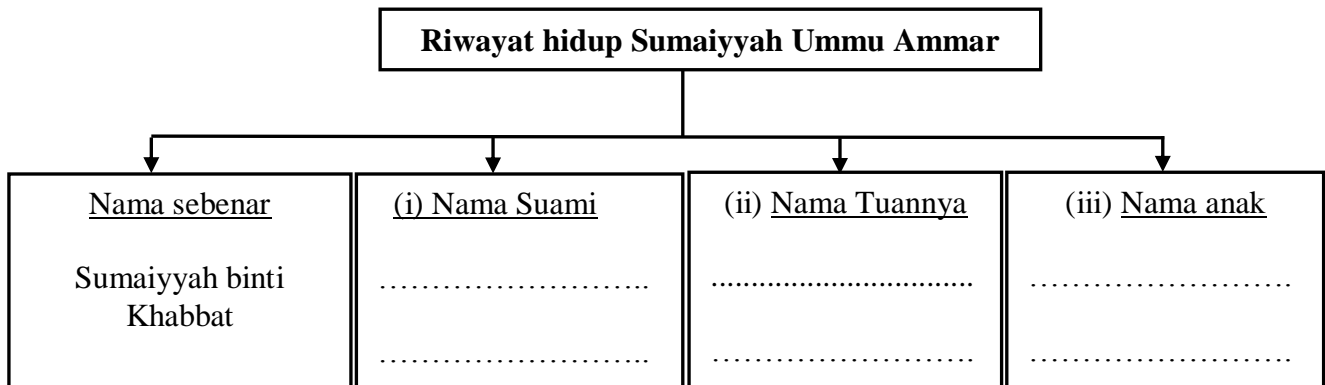 Riwayat hidup Sumaiyyah Ummu Ammar
Nama sebenar
Sumaiyyah binti
Khabbat
(i) Nama Suami
…………………………..
…………………………..
(ii) Nama Tuannya
.................................
……………………….
(iii) Nama anak
……………………….
……………………….